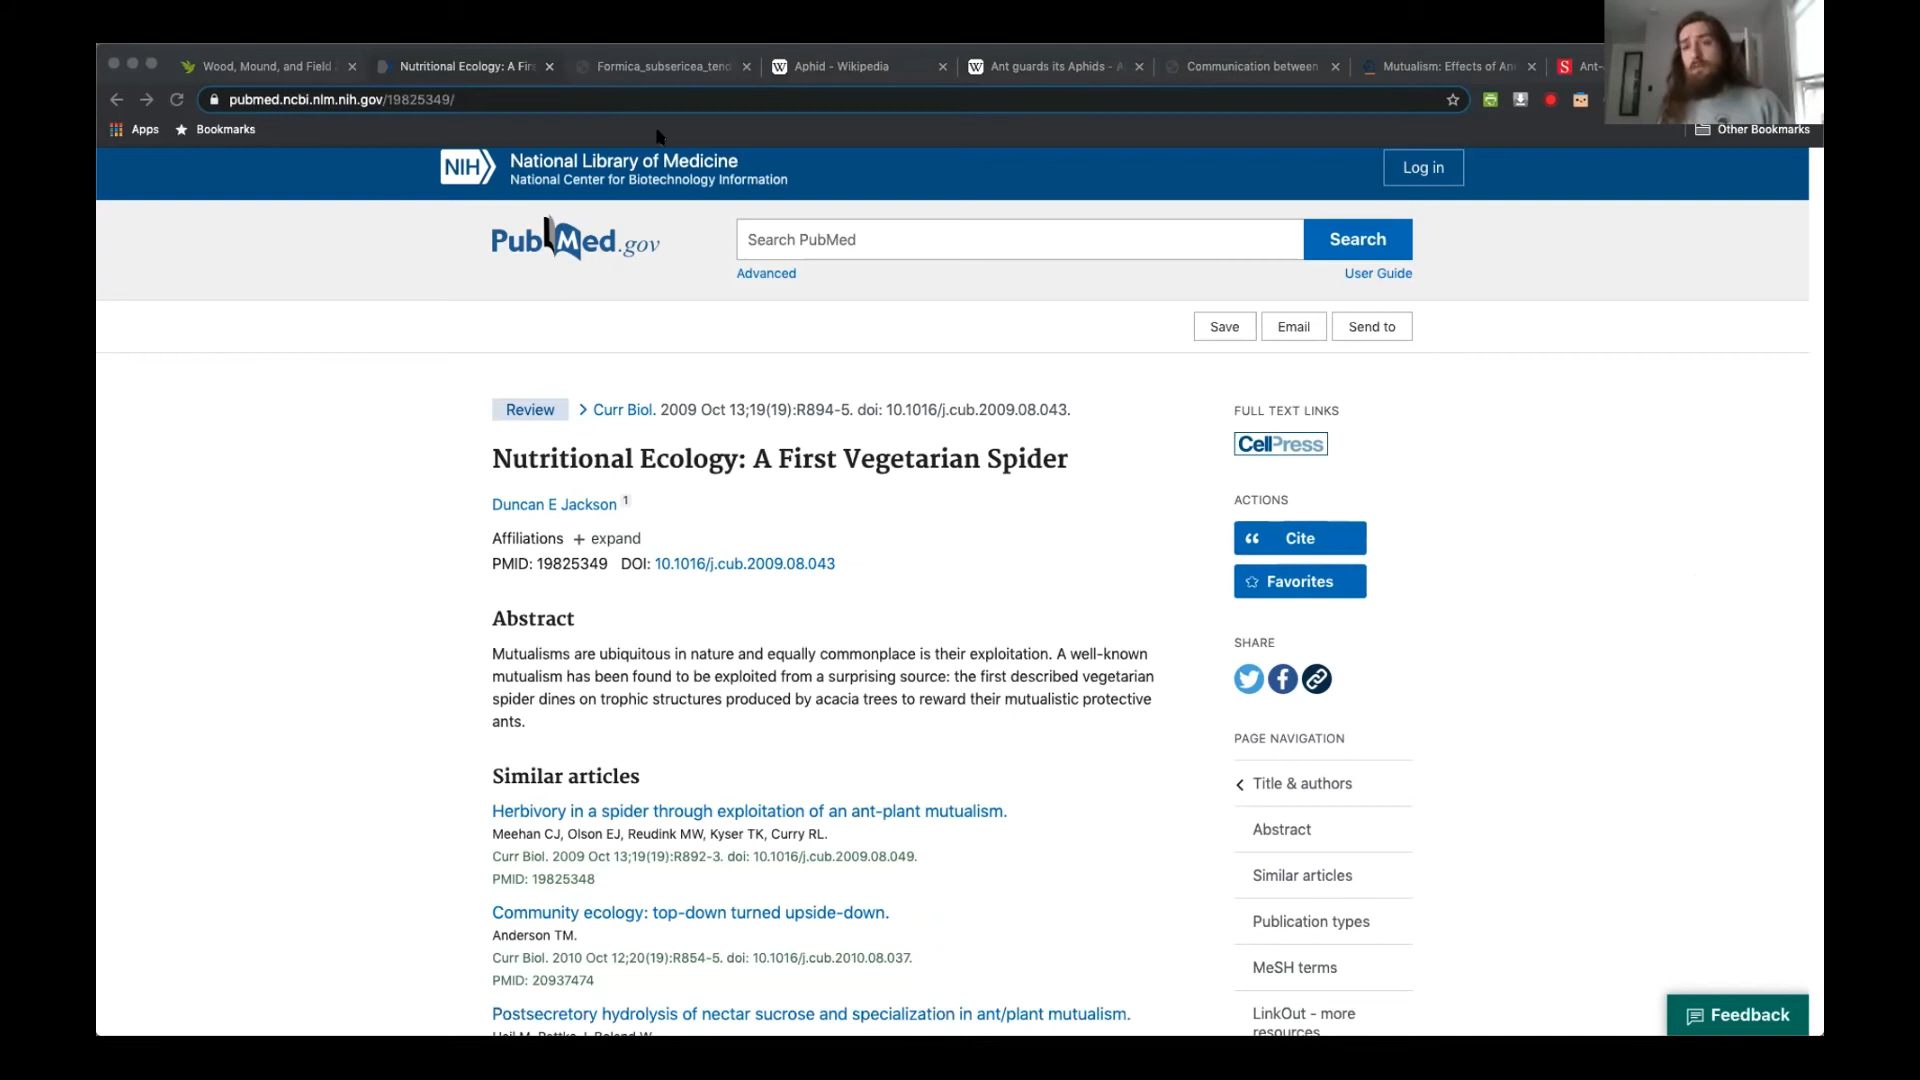 Wood, Mound, and Field
Nutritional Ecology: A Firs
Formica_subsericea_tend
Aphid - Wikipedia
Ant guards its Aphids - A
Communication between
Mutualism: Effects of An
Ant-
pubmed.ncbi.nlm.nih.gov/19825349/
Apps
Bookmarks
Other Bookmarks
NIH
National Library of Medicine
National Center for Biotechnology Information
Log in
PubMed.gov
Search PubMed
Search
Advanced
User Guide
Save
Email
Send to
Review
Curr Biol. 2009 Oct 13;19(19):R894-5. doi: 10.1016/j.cub.2009.08.043.
Nutritional Ecology: A First Vegetarian Spider
Duncan E Jackson 1
Affiliations + expand
PMID: 19825349 DOI: 10.1016/j.cub.2009.08.043
Abstract
Mutualisms are ubiquitous in nature and equally commonplace is their exploitation. A well-known
mutualism has been found to be exploited from a surprising source: the first described vegetarian
spider dines on trophic structures produced by acacia trees to reward their mutualistic protective
ants.
Similar articles
Herbivory in a spider through exploitation of an ant-plant mutualism.
Meehan CJ, Olson EJ, Reudink MW, Kyser TK, Curry RL.
Curr Biol. 2009 Oct 13;19(19):R892-3. doi: 10.1016/j.cub.2009.08.049.
PMID: 19825348
Community ecology: top-down turned upside-down.
Anderson TM.
Curr Biol. 2010 Oct 12;20(19):R854-5. doi: 10.1016/j.cub.2010.08.037.
PMID: 20937474
Postsecretory hydrolysis of nectar sucrose and specialization in ant/plant mutualism.
FULL TEXT LINKS
CellPress
ACTIONS
Cite
Favorites
SHARE
PAGE NAVIGATION
Title & authors
Abstract
Similar articles
Publication types
MeSH terms
LinkOut - more
resources
Feedback